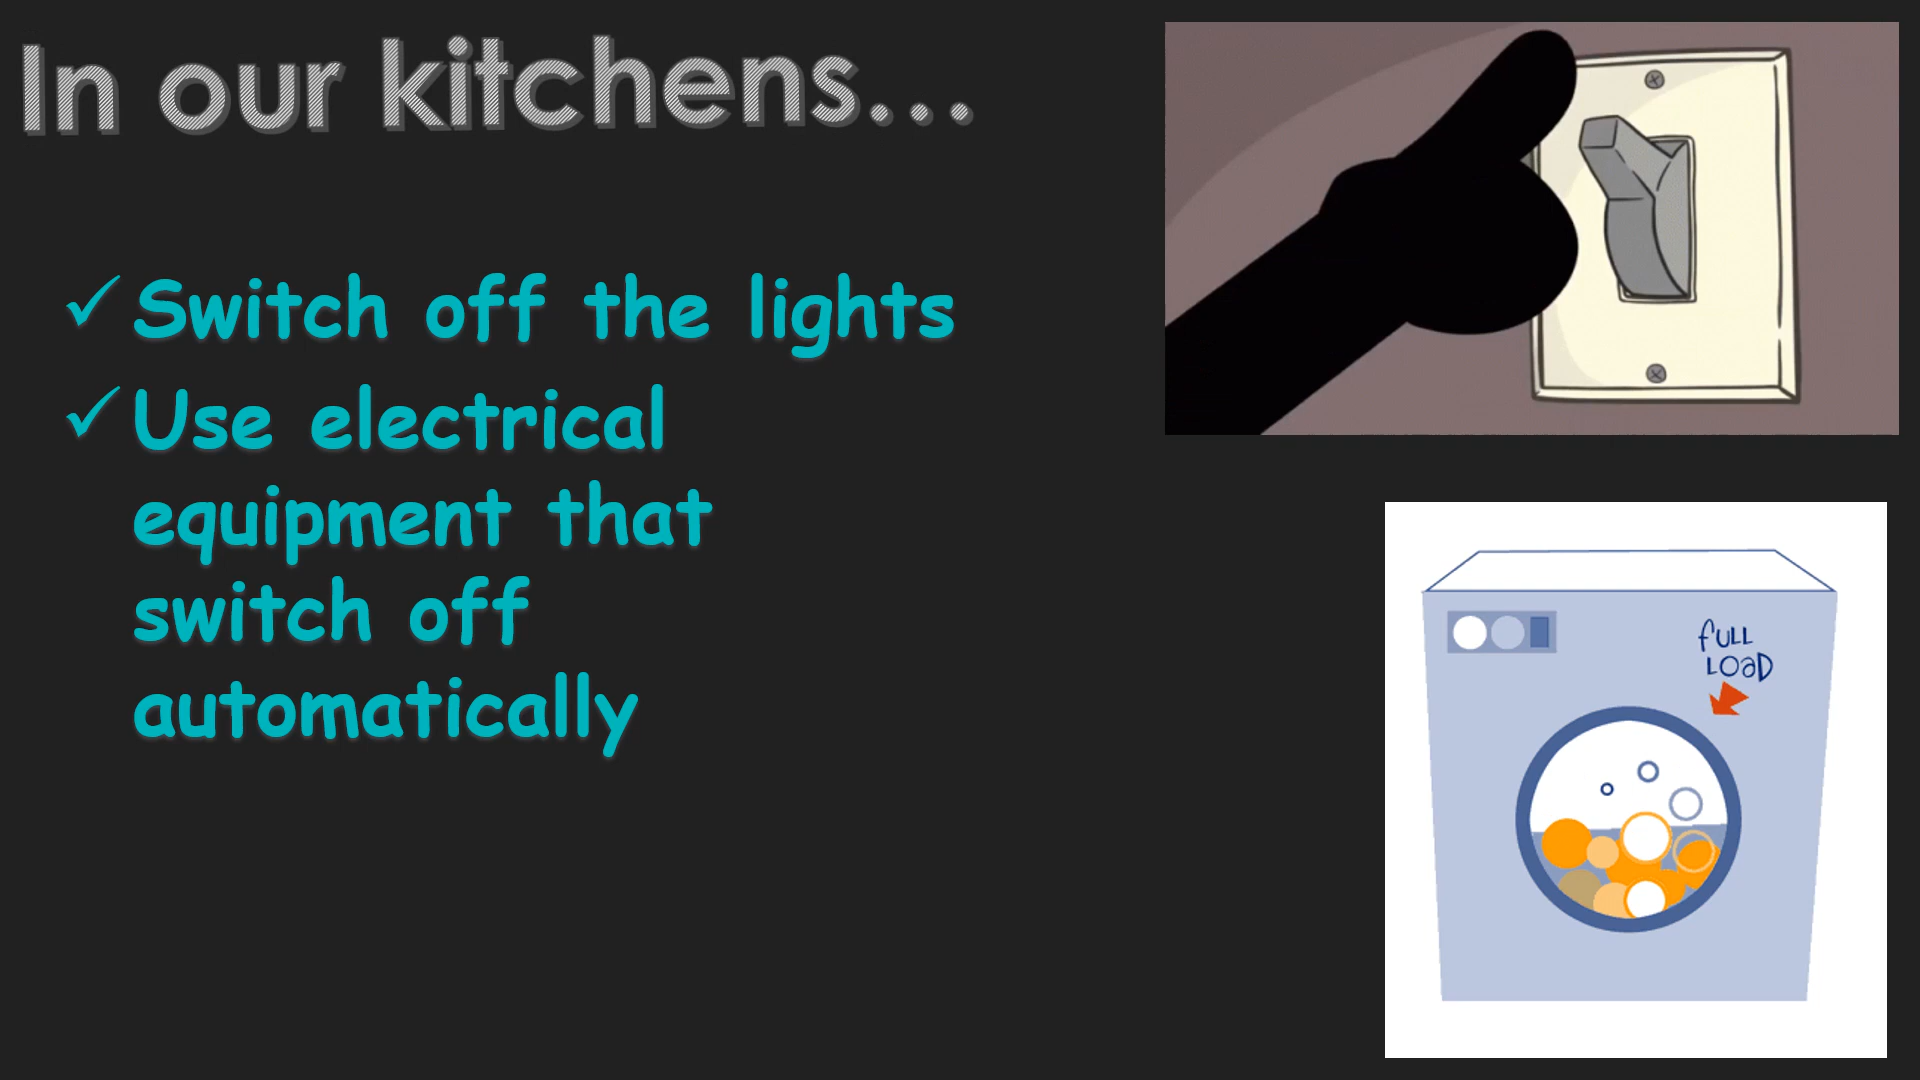 In our kitchens...
✓ Switch off the lights
✓ Use electrical
equipment that
switch off
automatically
fULL
LOaD